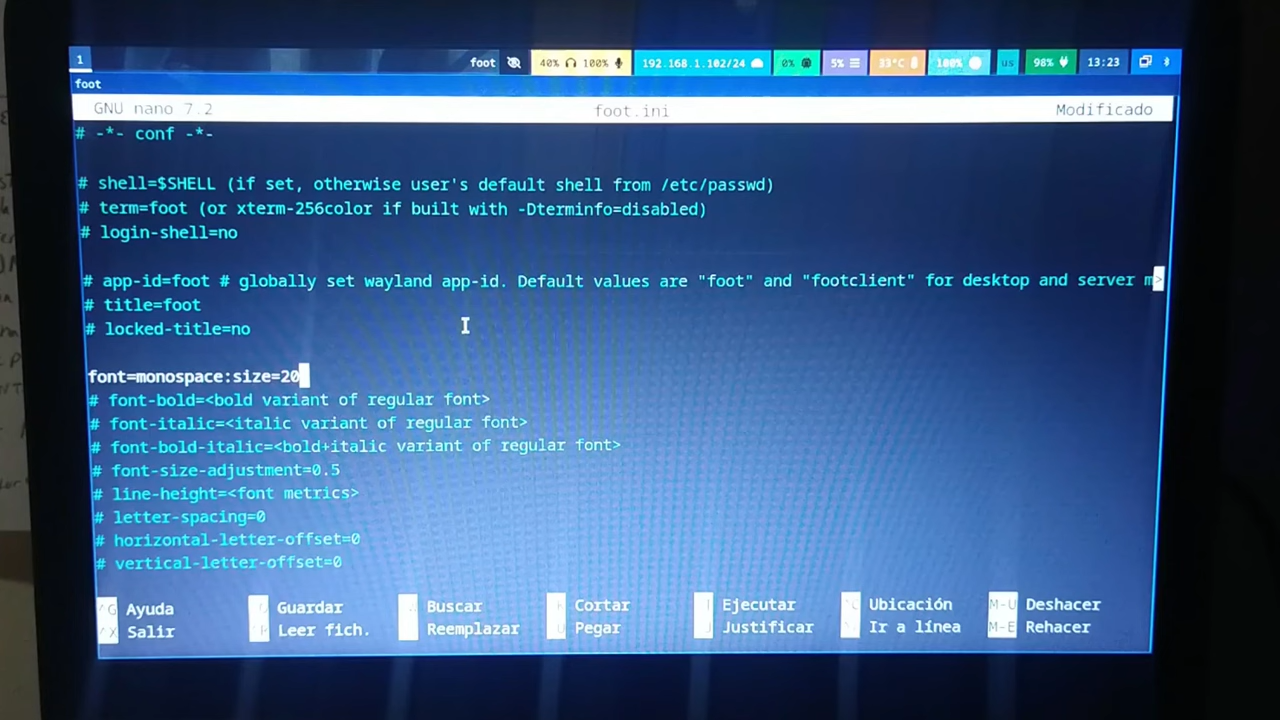 1 foot 40% 100% 192.168.1.102/24 0% 5% 33°C 100% us 98% 13:23
foot
GNU nano 7.2 foot.ini Modificado
# -*- conf -*-
# shell=$SHELL (if set, otherwise user's default shell from /etc/passwd)
# term=foot (or xterm-256color if built with -Dterminfo=disabled)
# login-shell=no
# app-id=foot # globally set wayland app-id. Default values are "foot" and "footclient" for desktop and server m>
# title=foot
# locked-title=no
font=monospace:size=20
# font-bold=<bold variant of regular font>
# font-italic=<italic variant of regular font>
# font-bold-italic=<bold+italic variant of regular font>
# font-size-adjustment=0.5
# line-height=<font metrics>
# letter-spacing=0
# horizontal-letter-offset=0
# vertical-letter-offset=0
^G Ayuda Guardar Buscar Cortar Ejecutar Ubicación M-U Deshacer
^X Salir Leer fich. Reemplazar Pegar Justificar Ir a línea M-E Rehacer